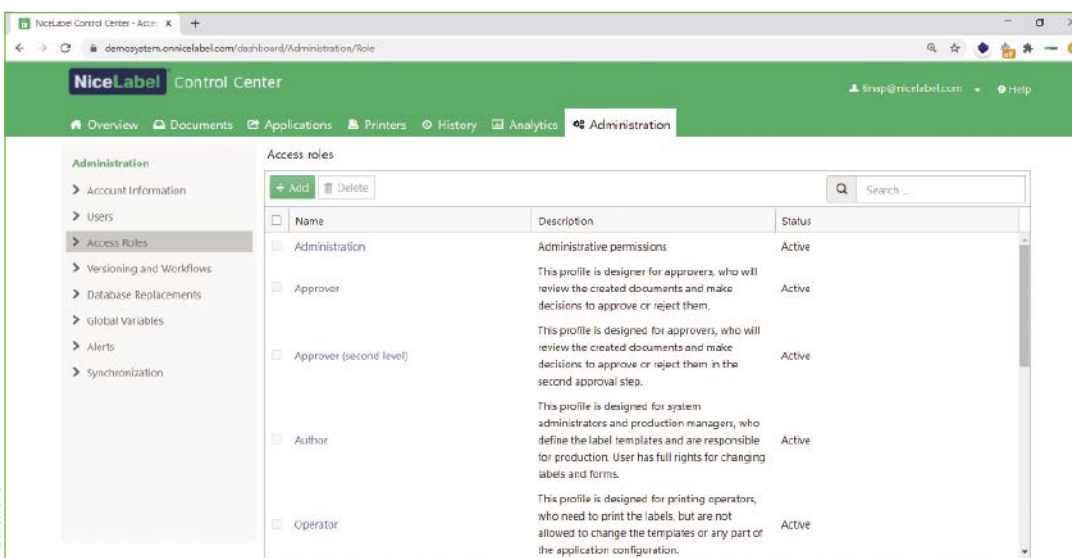 NiceLabel Control Center - Acce: X +
demosystem.onnicelabel.com/dashboard/Administration/Role
NiceLabel Control Center
tinap@nicelabel.com Help
Overview Documents Applications Printers History Analytics Administration
Administration
Account Information
Users
Access Roles
Versioning and Workflows
Database Replacements
Global Variables
Alerts
Synchronization
Access roles
+ Add Delete
Search ...
Name Description Status
Administration Administrative permissions Active
This profile is designer for approvers, who will
Approver review the created documents and make Active
decisions to approve or reject them.
This profile is designed for approvers, who will
review the created documents and make
Approver (second level) decisions to approve or reject them in the Active
second approval step.
This profile is designed for system
administrators and production managers, who
Author define the label templates and are responsible Active
for production. User has full rights for changing
labels and forms.
This profile is designed for printing operators,
who need to print the labels, but are not
Operator allowed to change the templates or any part of Active
the application configuration.